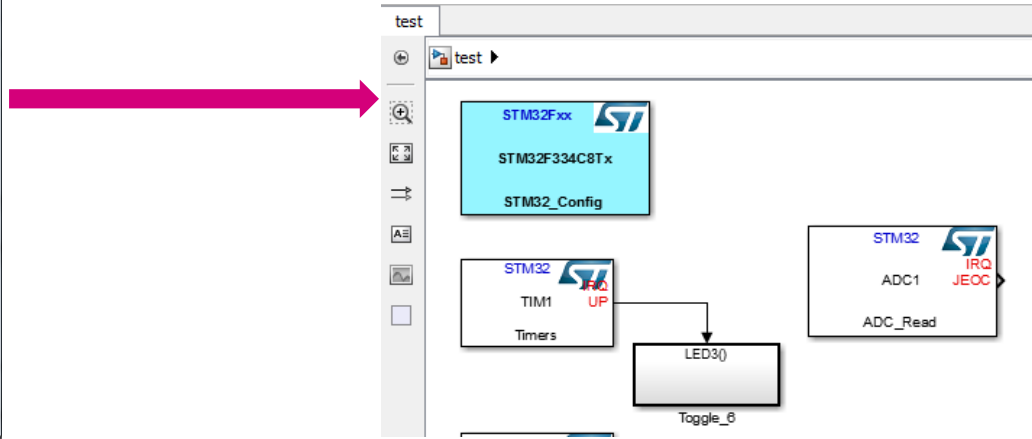 test
test
STM32Fxx
STM32F334C8Tx
STM32_Config
STM32
IRQ
TIM1 UP
Timers
LED3()
Toggle_6
STM32
IRQ
ADC1 JEOC
ADC_Read